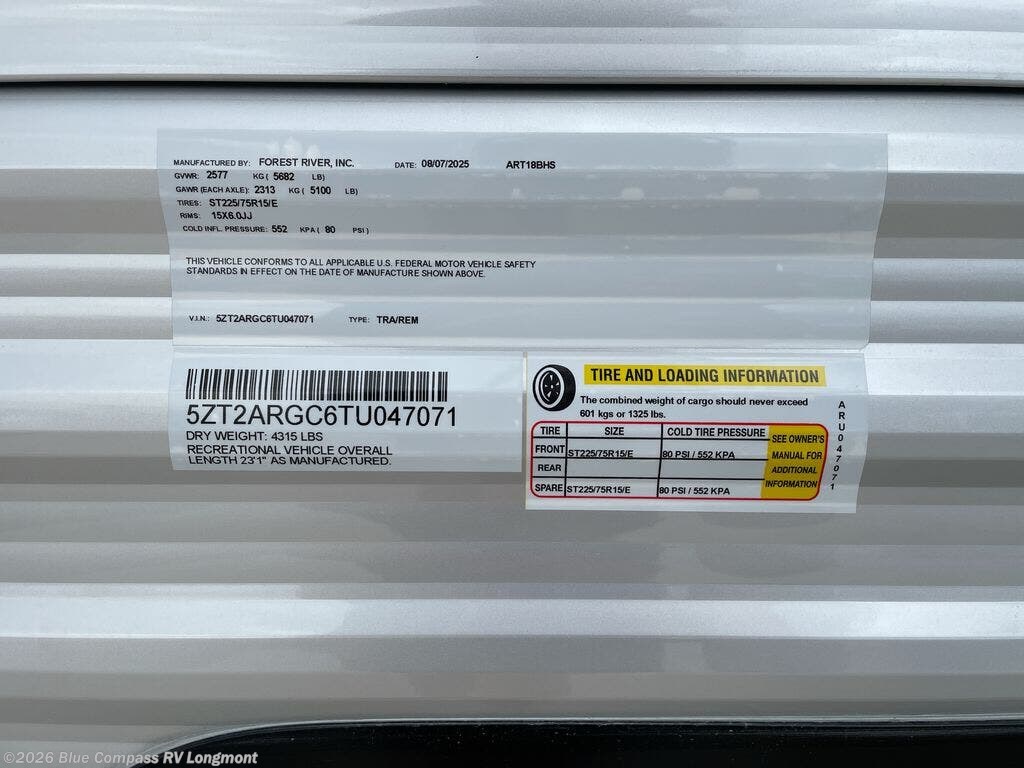 MANUFACTURED BY: FOREST RIVER, INC. DATE: 08/07/2025 ART18BHS
GVWR: 2577 KG ( 5682 LB)
GAWR (EACH AXLE): 2313 KG ( 5100 LB)
TIRES: ST225/75R15/E
RIMS: 15X6.0JJ
COLD INFL. PRESSURE: 552 KPA ( 80 PSI )
THIS VEHICLE CONFORMS TO ALL APPLICABLE U.S. FEDERAL MOTOR VEHICLE SAFETY
STANDARDS IN EFFECT ON THE DATE OF MANUFACTURE SHOWN ABOVE.
V.I.N.: 5ZT2ARGC6TU047071 TYPE: TRA/REM
5ZT2ARGC6TU047071
DRY WEIGHT: 4315 LBS
RECREATIONAL VEHICLE OVERALL
LENGTH 23'1" AS MANUFACTURED.
TIRE AND LOADING INFORMATION
The combined weight of cargo should never exceed
601 kgs or 1325 lbs.
TIRE SIZE COLD TIRE PRESSURE
FRONT ST225/75R15/E 80 PSI / 552 KPA
REAR
SPARE ST225/75R15/E 80 PSI / 552 KPA
SEE OWNER'S
MANUAL FOR
ADDITIONAL
INFORMATION
ARU047071
©2026 Blue Compass RV Longmont